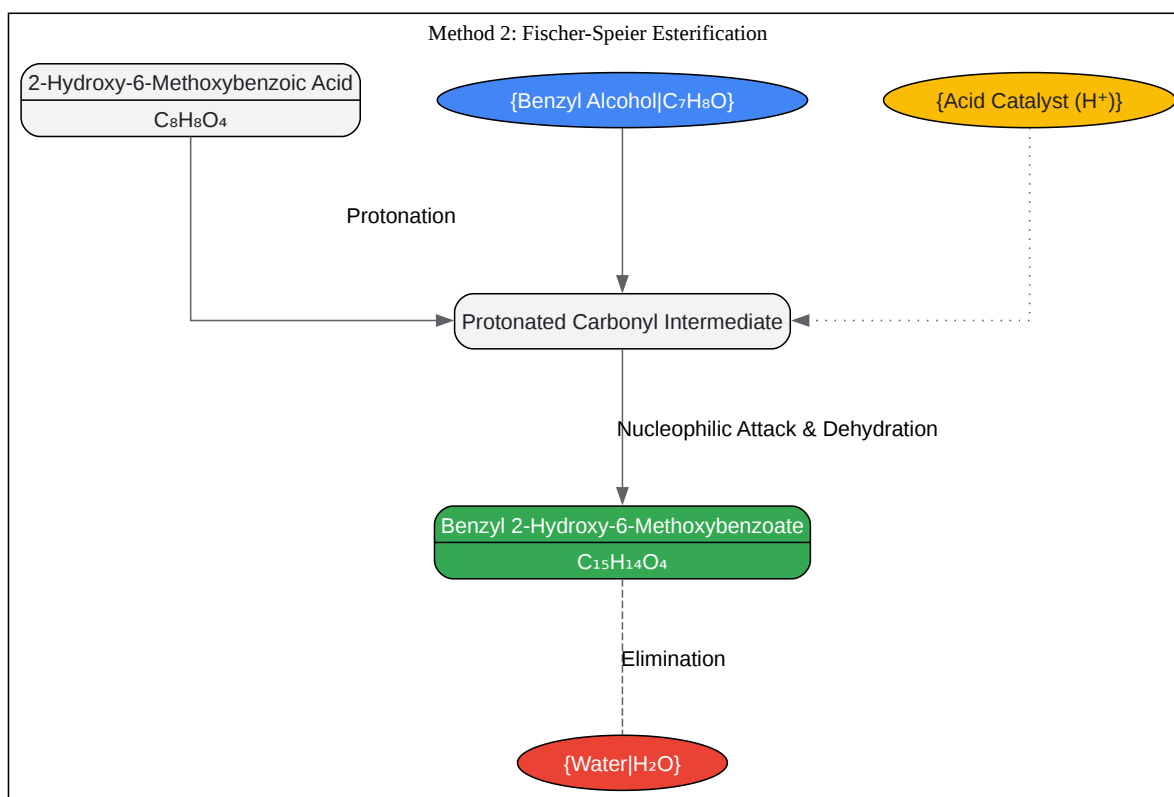 Method 2: Fischer-Speier Esterification
2-Hydroxy-6-Methoxybenzoic Acid
C₈H₈O₄
{Benzyl Alcohol|C₇H₈O}
{Acid Catalyst (H⁺)}
Protonation
Protonated Carbonyl Intermediate
Nucleophilic Attack & Dehydration
Benzyl 2-Hydroxy-6-Methoxybenzoate
C₁₅H₁₄O₄
Elimination
{Water|H₂O}